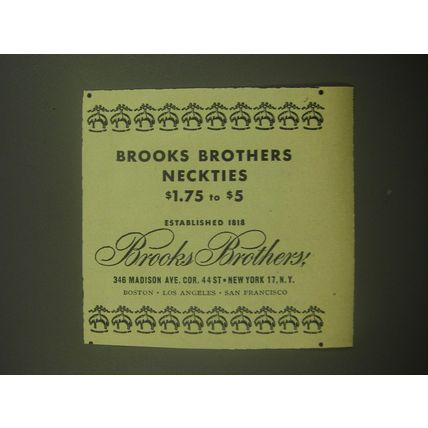 BROOKS BROTHERS
NECKTIES
$1.75 to $5
ESTABLISHED 1818
Brooks Brothers,
346 MADISON AVE. COR. 44 ST • NEW YORK 17, N.Y.
BOSTON • LOS ANGELES • SAN FRANCISCO